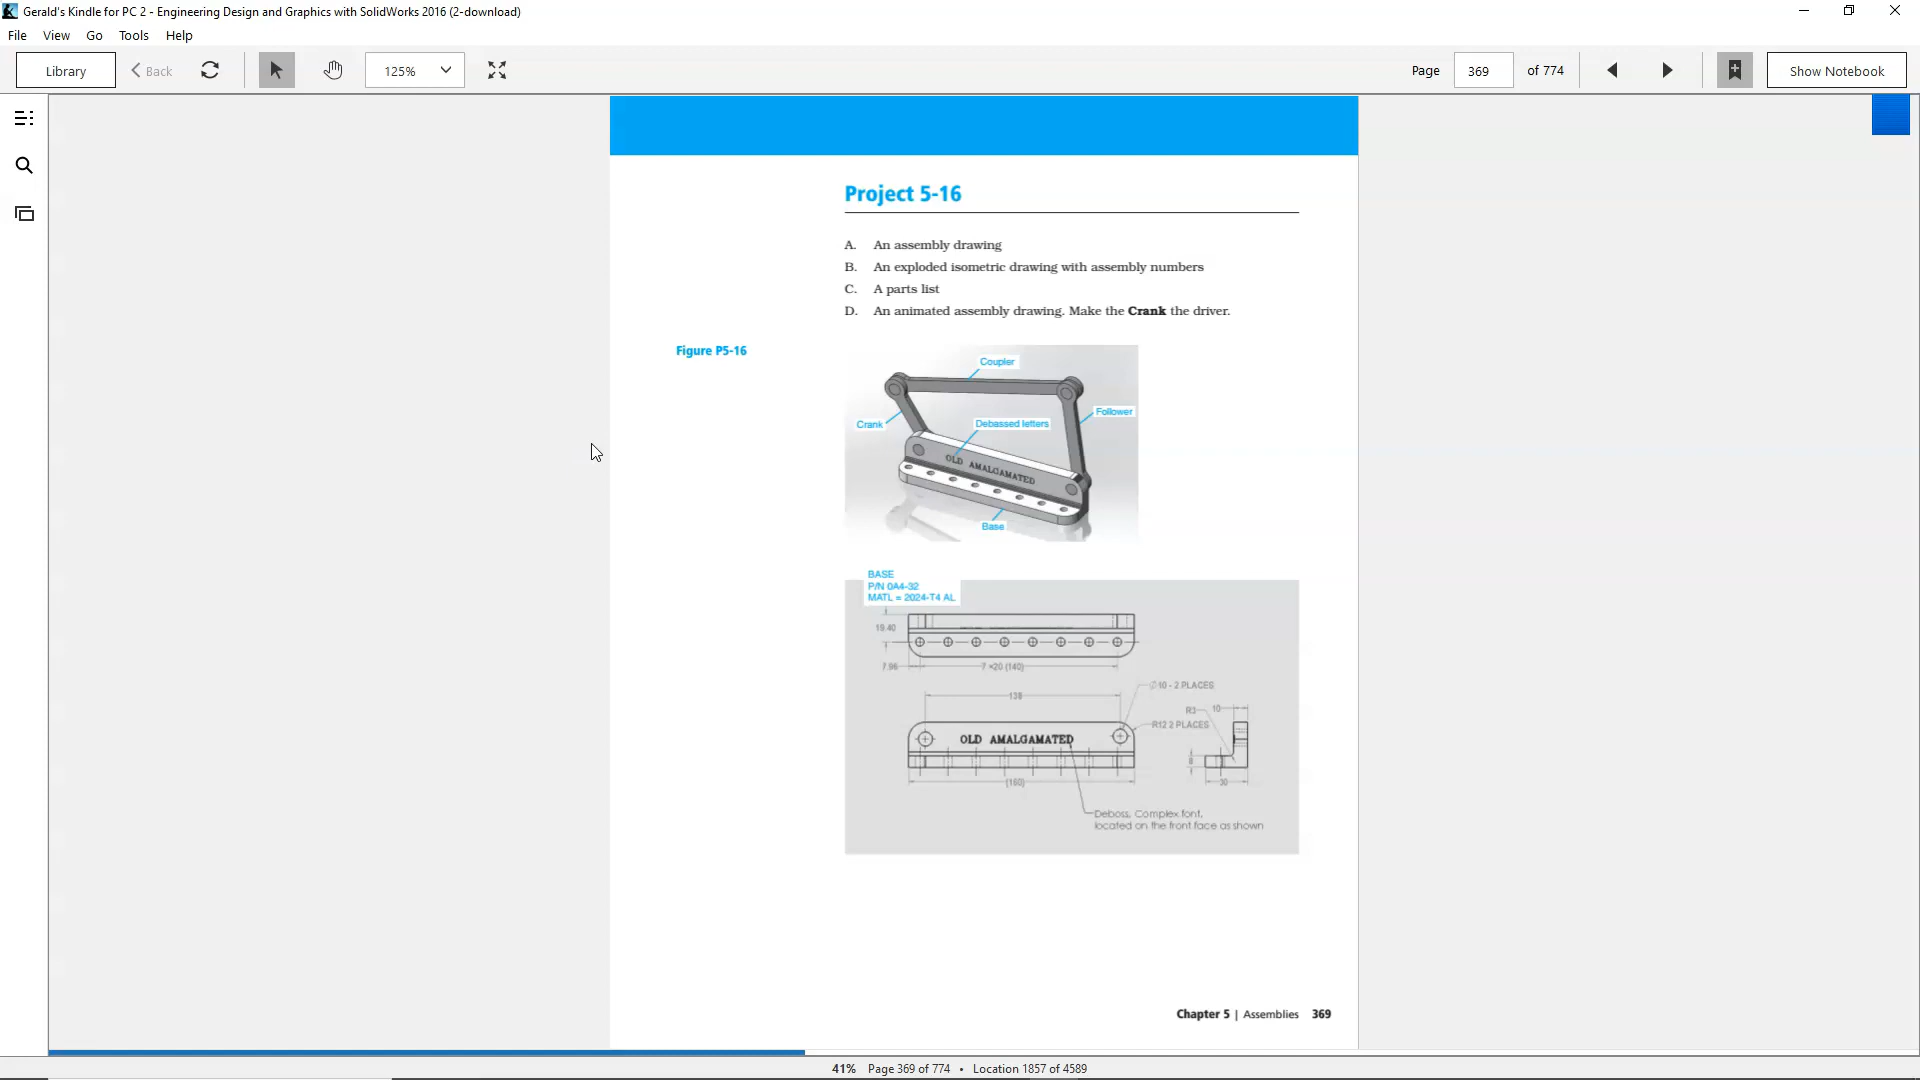 Gerald's Kindle for PC 2 - Engineering Design and Graphics with SolidWorks 2016 (2-download)
File View Go Tools Help
Library Back 125% Page 369 of 774 Show Notebook
Project 5-16
A. An assembly drawing
B. An exploded isometric drawing with assembly numbers
C. A parts list
D. An animated assembly drawing. Make the Crank the driver.
Figure P5-16
Coupler
Follower
Crank
Debassed letters
OLD AMALGAMATED
Base
BASE
P/N 0A4-32
MATL = 2024-T4 AL
19.40
7.96
7 ×20 (140)
Ø10 - 2 PLACES
138
R3
10
R12 2 PLACES
OLD AMALGAMATED
8
(160)
30
Deboss, Complex font,
located on the front face as shown
Chapter 5 | Assemblies 369
41% Page 369 of 774 • Location 1857 of 4589